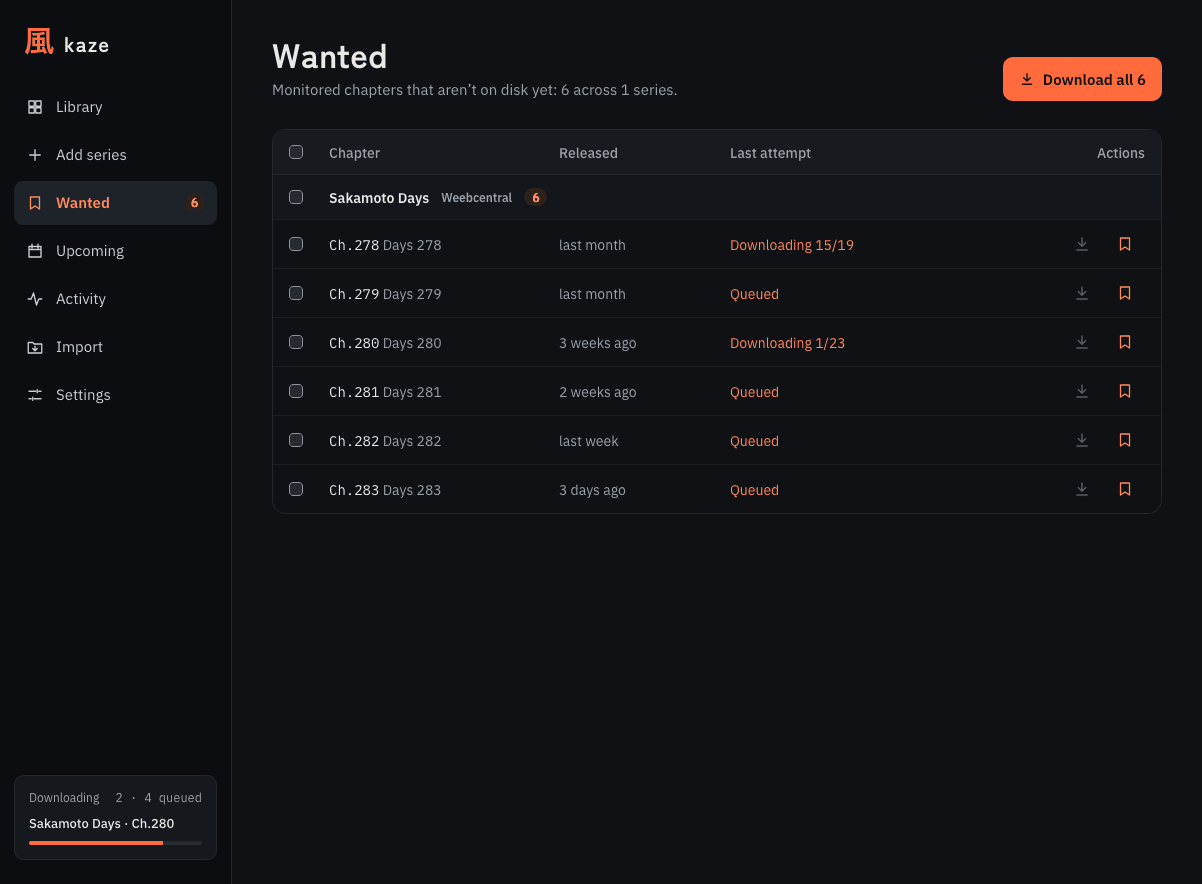 風 kaze
Library
Add series
Wanted 6
Upcoming
Activity
Import
Settings
Downloading 2 · 4 queued
Sakamoto Days · Ch.280
Wanted
Monitored chapters that aren’t on disk yet: 6 across 1 series.
Download all 6
Chapter Released Last attempt Actions
Sakamoto Days Weebcentral 6
Ch.278 Days 278 last month Downloading 15/19
Ch.279 Days 279 last month Queued
Ch.280 Days 280 3 weeks ago Downloading 1/23
Ch.281 Days 281 2 weeks ago Queued
Ch.282 Days 282 last week Queued
Ch.283 Days 283 3 days ago Queued